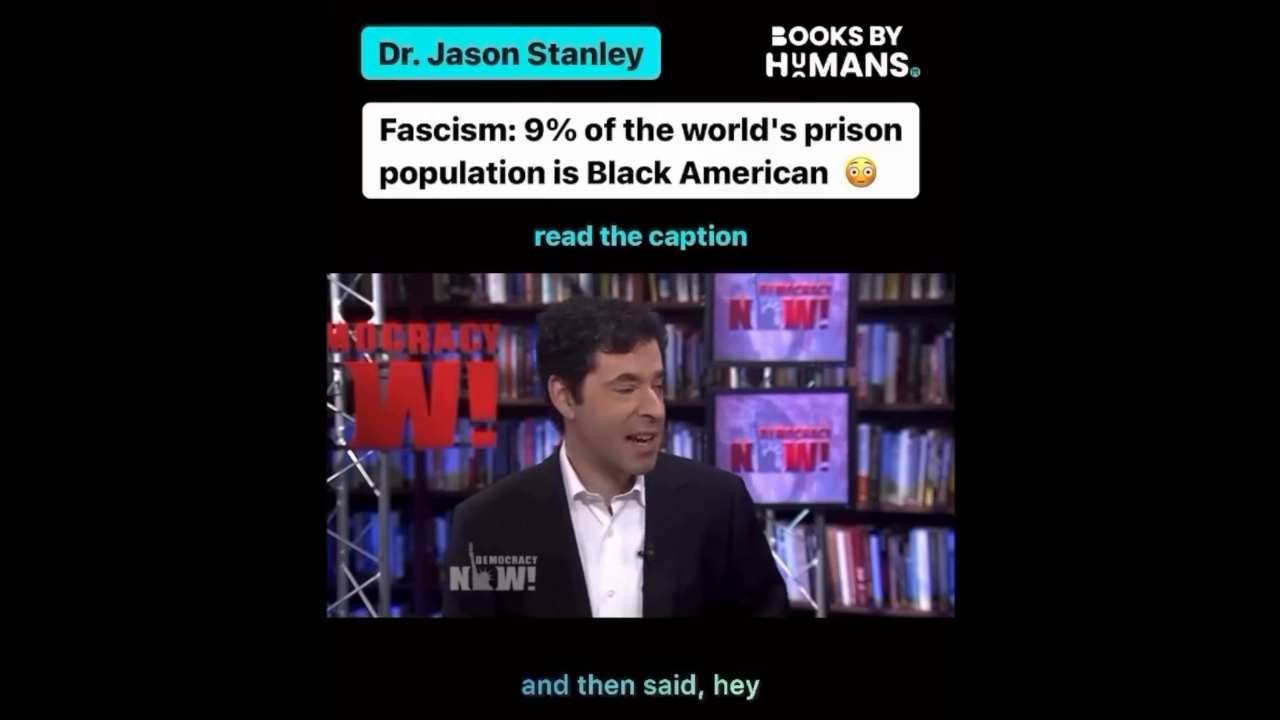 Dr. Jason Stanley
BOOKS BY
HUMANS.
Fascism: 9% of the world's prison
population is Black American 😳
read the caption
MOCRACY
W!
DEMOCRACY
NOW!
DEMOCRACY
NOW!
DEMOCRACY
NOW!
and then said, hey